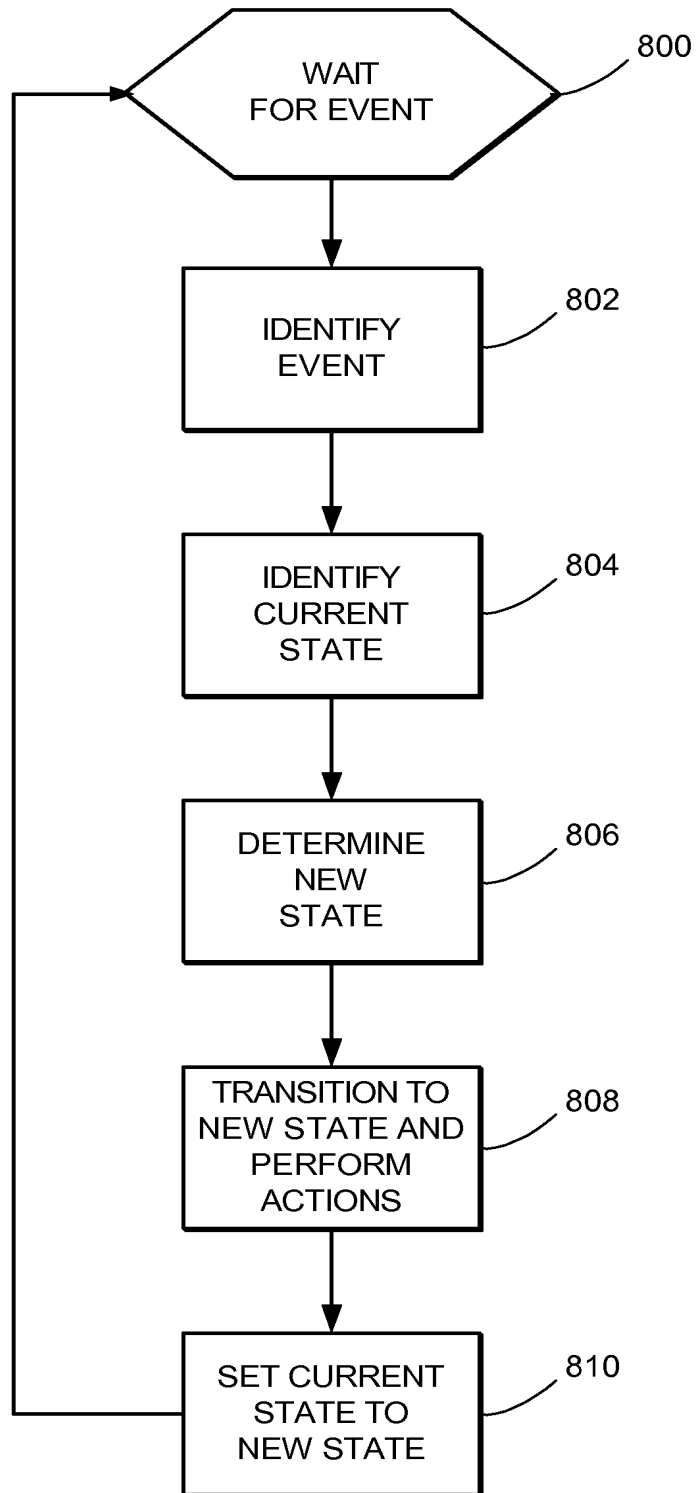 WAIT
FOR EVENT
800
IDENTIFY
EVENT
802
IDENTIFY
CURRENT
STATE
804
DETERMINE
NEW
STATE
806
TRANSITION TO
NEW STATE AND
PERFORM
ACTIONS
808
SET CURRENT
STATE TO
NEW STATE
810